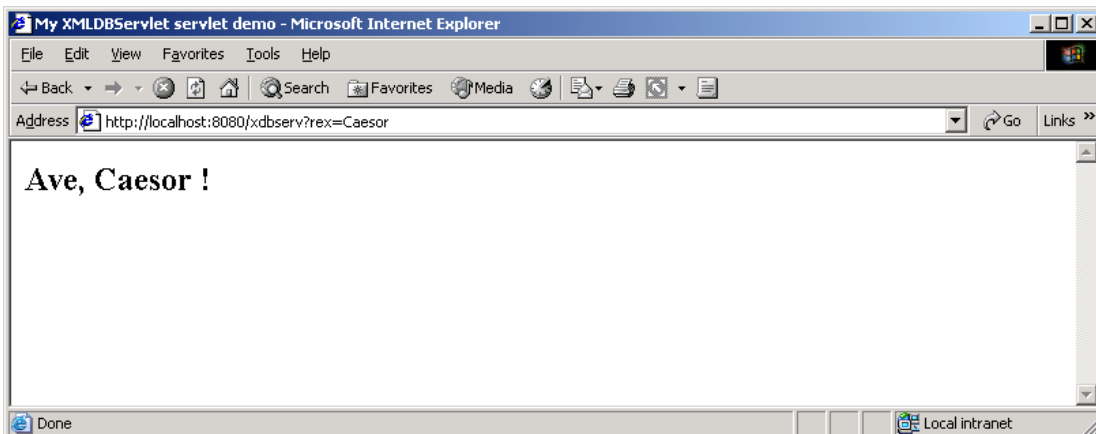 My XMLDBServlet servlet demo - Microsoft Internet Explorer
File Edit View Favorites Tools Help
Back Search Favorites Media
Address http://localhost:8080/xdbserv?rex=Caesor Go Links »
Ave, Caesor !
Done Local intranet